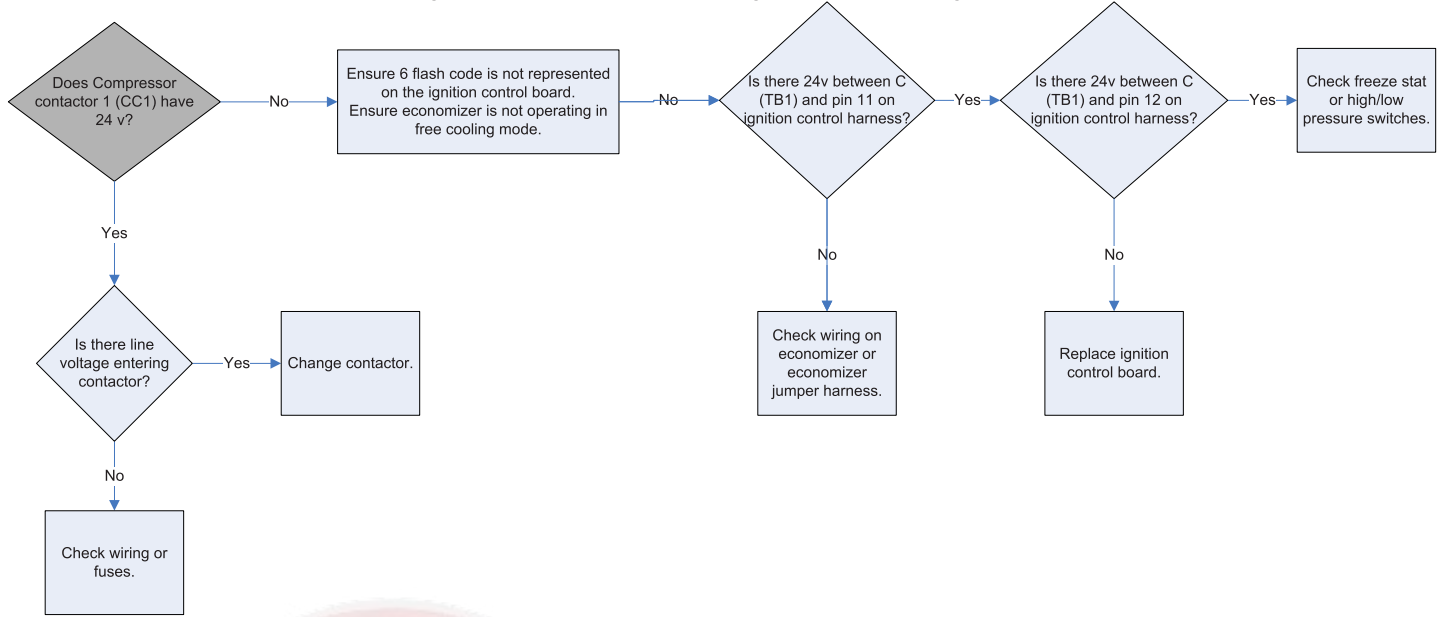 Does Compressor
contactor 1 (CC1) have
24 v?
No
Ensure 6 flash code is not represented
on the ignition control board.
Ensure economizer is not operating in
free cooling mode.
No
Is there 24v between C
(TB1) and pin 11 on
ignition control harness?
Yes
Is there 24v between C
(TB1) and pin 12 on
ignition control harness?
Yes
Check freeze stat
or high/low
pressure switches.
Yes
No
No
Is there line
voltage entering
contactor?
Yes
Change contactor.
Check wiring on
economizer or
economizer
jumper harness.
Replace ignition
control board.
No
Check wiring or
fuses.